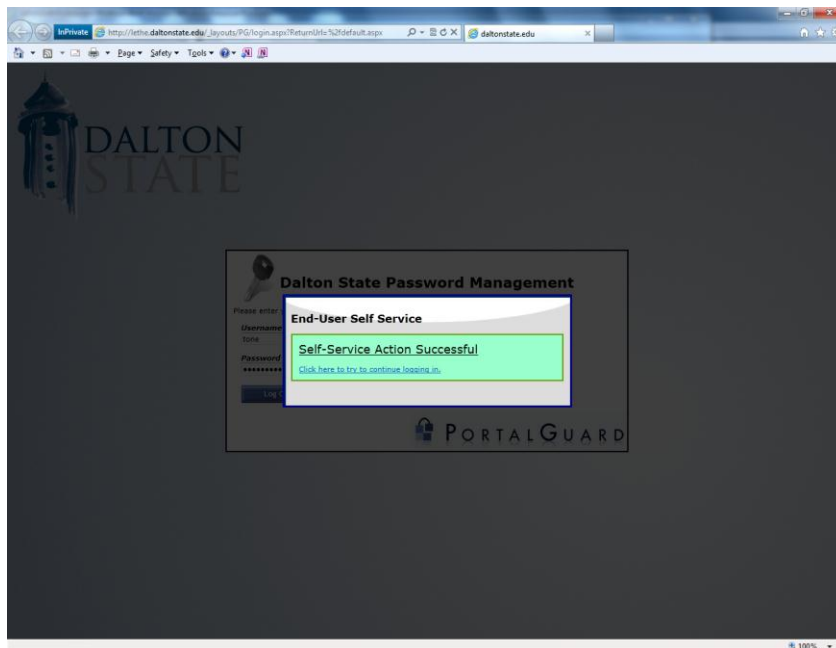 InPrivate
http://lethe.daltonstate.edu/_layouts/PG/login.aspx?ReturnUrl=%2fdefault.aspx
daltonstate.edu
Page Safety Tools
DALTON
STATE
Dalton State Password Management
Please enter
Username
tone
Password
Log
End-User Self Service
Self-Service Action Successful
Click here to try to continue logging in.
PORTALGUARD
100%